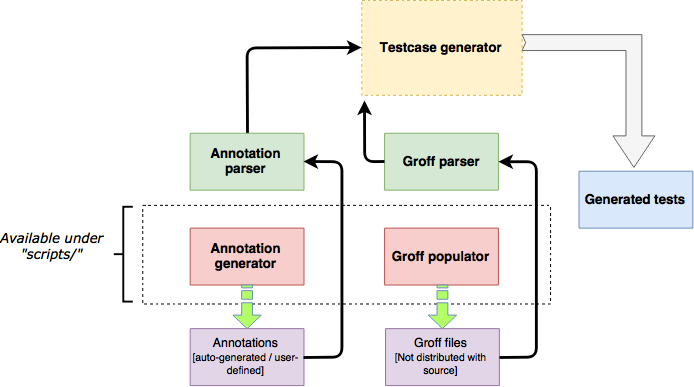 Testcase generator
Annotation
parser
Groff parser
Generated tests
Available under
"scripts/"
Annotation
generator
Groff populator
Annotations
[auto-generated / user-
defined]
Groff files
[Not distributed with
source]